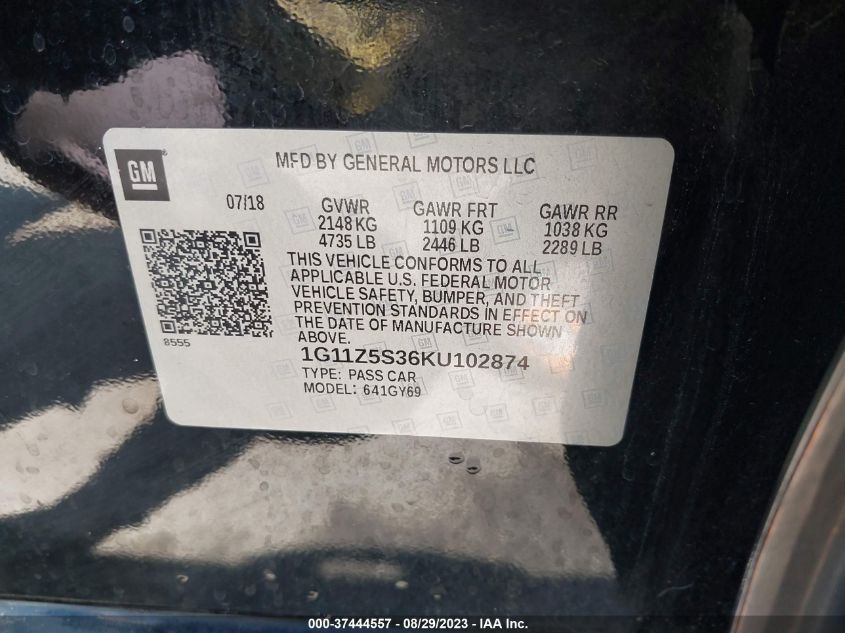 GM
MFD BY GENERAL MOTORS LLC
07/18
GVWR GAWR FRT GAWR RR
2148 KG 1109 KG 1038 KG
4735 LB 2446 LB 2289 LB
THIS VEHICLE CONFORMS TO ALL
APPLICABLE U.S. FEDERAL MOTOR
VEHICLE SAFETY, BUMPER, AND THEFT
PREVENTION STANDARDS IN EFFECT ON
THE DATE OF MANUFACTURE SHOWN
ABOVE.
8555
1G11Z5S36KU102874
TYPE: PASS CAR
MODEL: 641GY69
000-37444557 - 08/29/2023 - IAA Inc.